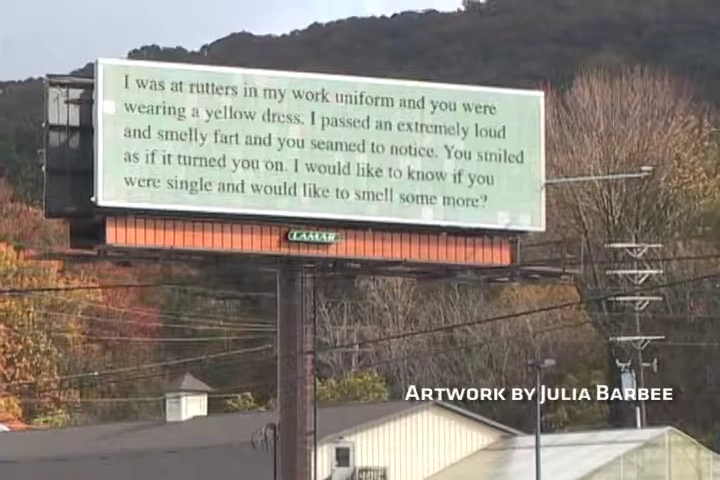 I was at rutters in my work uniform and you were
wearing a yellow dress. I passed an extremely loud
and smelly fart and you seamed to notice. You smiled
as if it turned you on. I would like to know if you
were single and would like to smell some more?
LAMAR
ARTWORK BY JULIA BARBEE